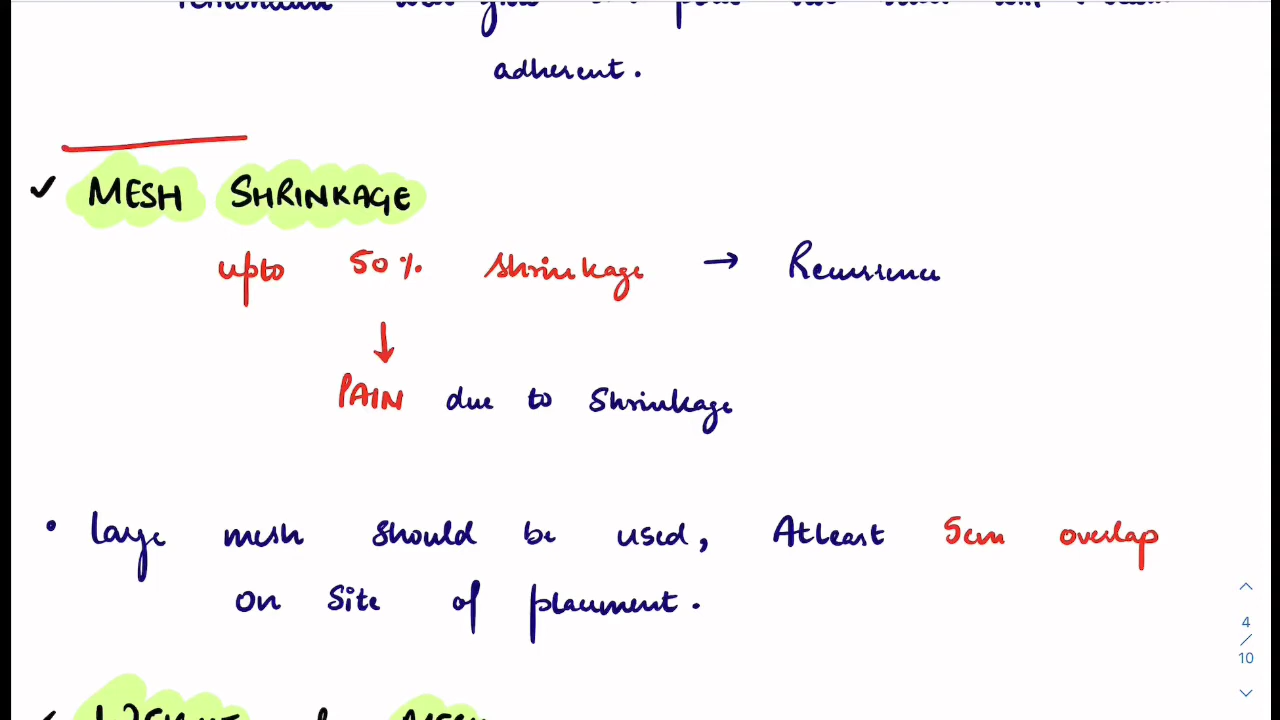 adherent.
✓ MESH SHRINKAGE
upto 50% shrinkage → Recurrence
↓
PAIN due to Shrinkage
• Large mesh should be used, Atleast 5cm overlap
on Site of placement.
MESH
4
/
10